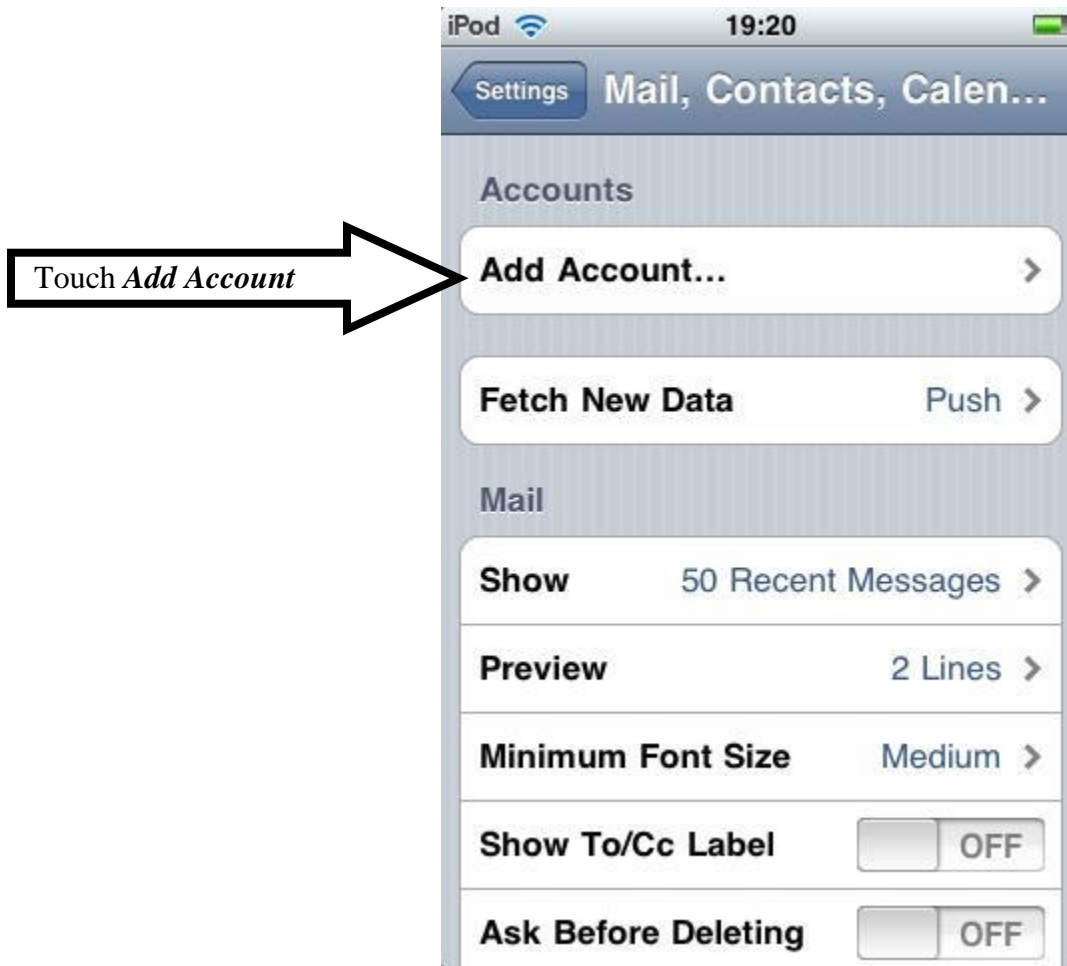 iPod 19:20
Settings Mail, Contacts, Calen...
Accounts
Touch Add Account
Add Account...
Fetch New Data Push
Mail
Show 50 Recent Messages
Preview 2 Lines
Minimum Font Size Medium
Show To/Cc Label OFF
Ask Before Deleting OFF